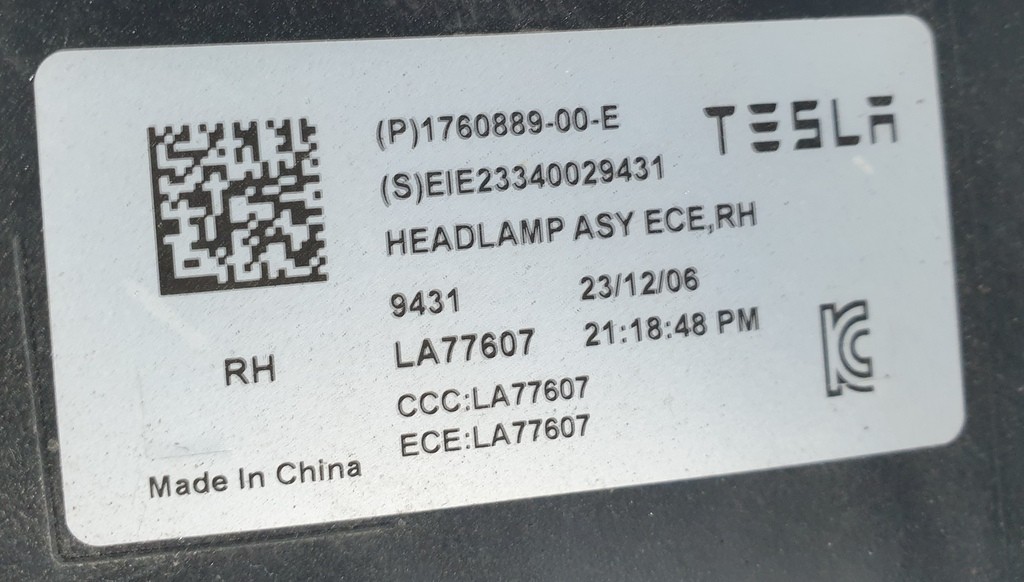 TESLA
(P)1760889-00-E
(S)EIE23340029431
HEADLAMP ASY ECE,RH
9431 23/12/06
LA77607 21:18:48 PM
RH
CCC:LA77607
ECE:LA77607
Made In China
KC